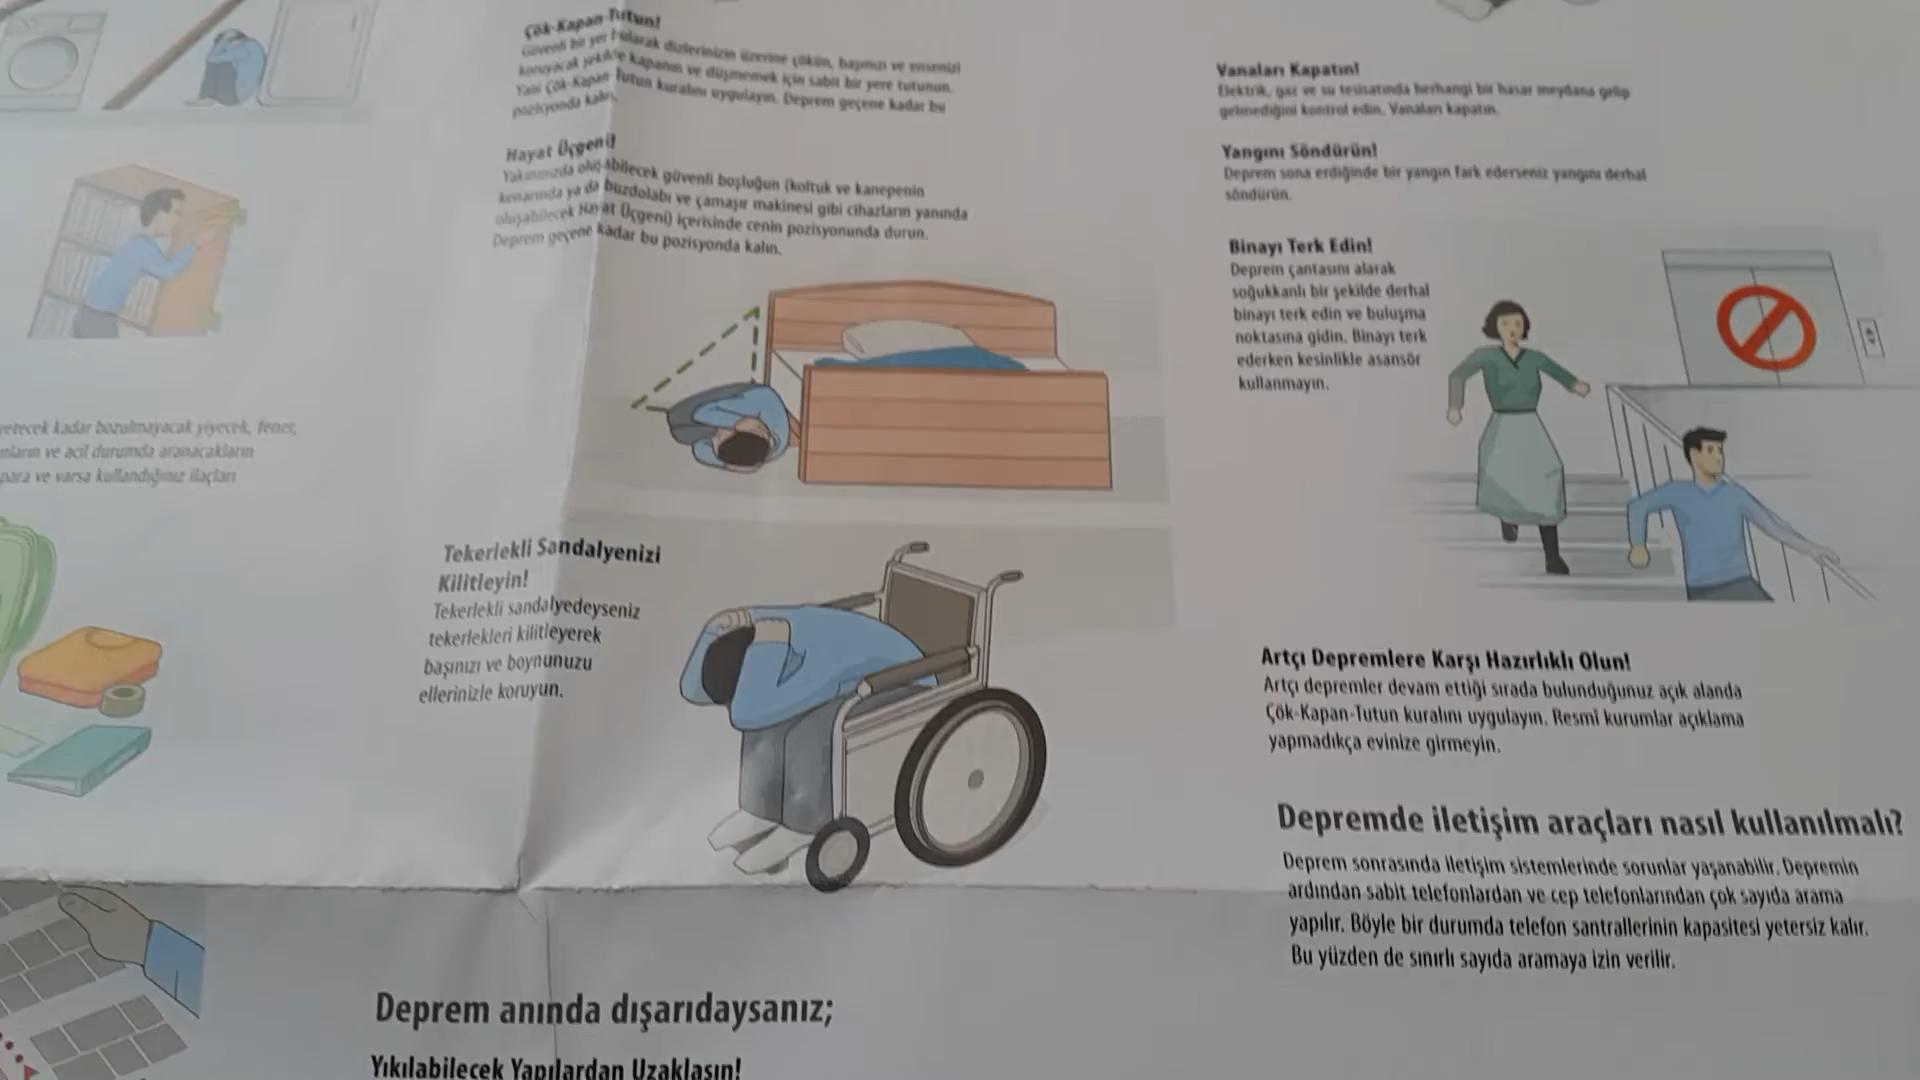 Çök-Kapan-Tutun!
Güvenli bir yer bularak dizlerinizin üzerine çökün, başınızı ve ensenizi
koruyacak şekilde kapanın ve düşmemek için sabit bir yere tutunun.
Yani Çök-Kapan-Tutun kuralını uygulayın. Deprem geçene kadar bu
pozisyonda kalın.
Hayat Üçgeni!
Yakınınızda oluşabilecek güvenli boşluğun (koltuk ve kanepenin
kenarında ya da buzdolabı ve çamaşır makinesi gibi cihazların yanında
oluşabilecek Hayat Üçgeni) içerisinde cenin pozisyonunda durun.
Deprem geçene kadar bu pozisyonda kalın.
yetecek kadar bozulmayacak yiyecek, fener,
ve acil durumda aranacakların
para ve varsa kullandığınız ilaçları
Tekerlekli Sandalyenizi
Kilitleyin!
Tekerlekli sandalyedeyseniz
tekerlekleri kilitleyerek
başınızı ve boynunuzu
ellerinizle koruyun.
Deprem anında dışarıdaysanız;
Yıkılabilecek Yapılardan Uzaklaşın!
Vanaları Kapatın!
Elektrik, gaz ve su tesisatında herhangi bir hasar meydana gelip
gelmediğini kontrol edin. Vanaları kapatın.
Yangını Söndürün!
Deprem sona erdiğinde bir yangın fark ederseniz yangını derhal
söndürün.
Binayı Terk Edin!
Deprem çantasını alarak
soğukkanlı bir şekilde derhal
binayı terk edin ve buluşma
noktasına gidin. Binayı terk
ederken kesinlikle asansör
kullanmayın.
Artçı Depremlere Karşı Hazırlıklı Olun!
Artçı depremler devam ettiği sırada bulunduğunuz açık alanda
Çök-Kapan-Tutun kuralını uygulayın. Resmî kurumlar açıklama
yapmadıkça evinize girmeyin.
Depremde iletişim araçları nasıl kullanılmalı?
Deprem sonrasında iletişim sistemlerinde sorunlar yaşanabilir. Depremin
ardından sabit telefonlardan ve cep telefonlarından çok sayıda arama
yapılır. Böyle bir durumda telefon santrallerinin kapasitesi yetersiz kalır.
Bu yüzden de sınırlı sayıda aramaya izin verilir.